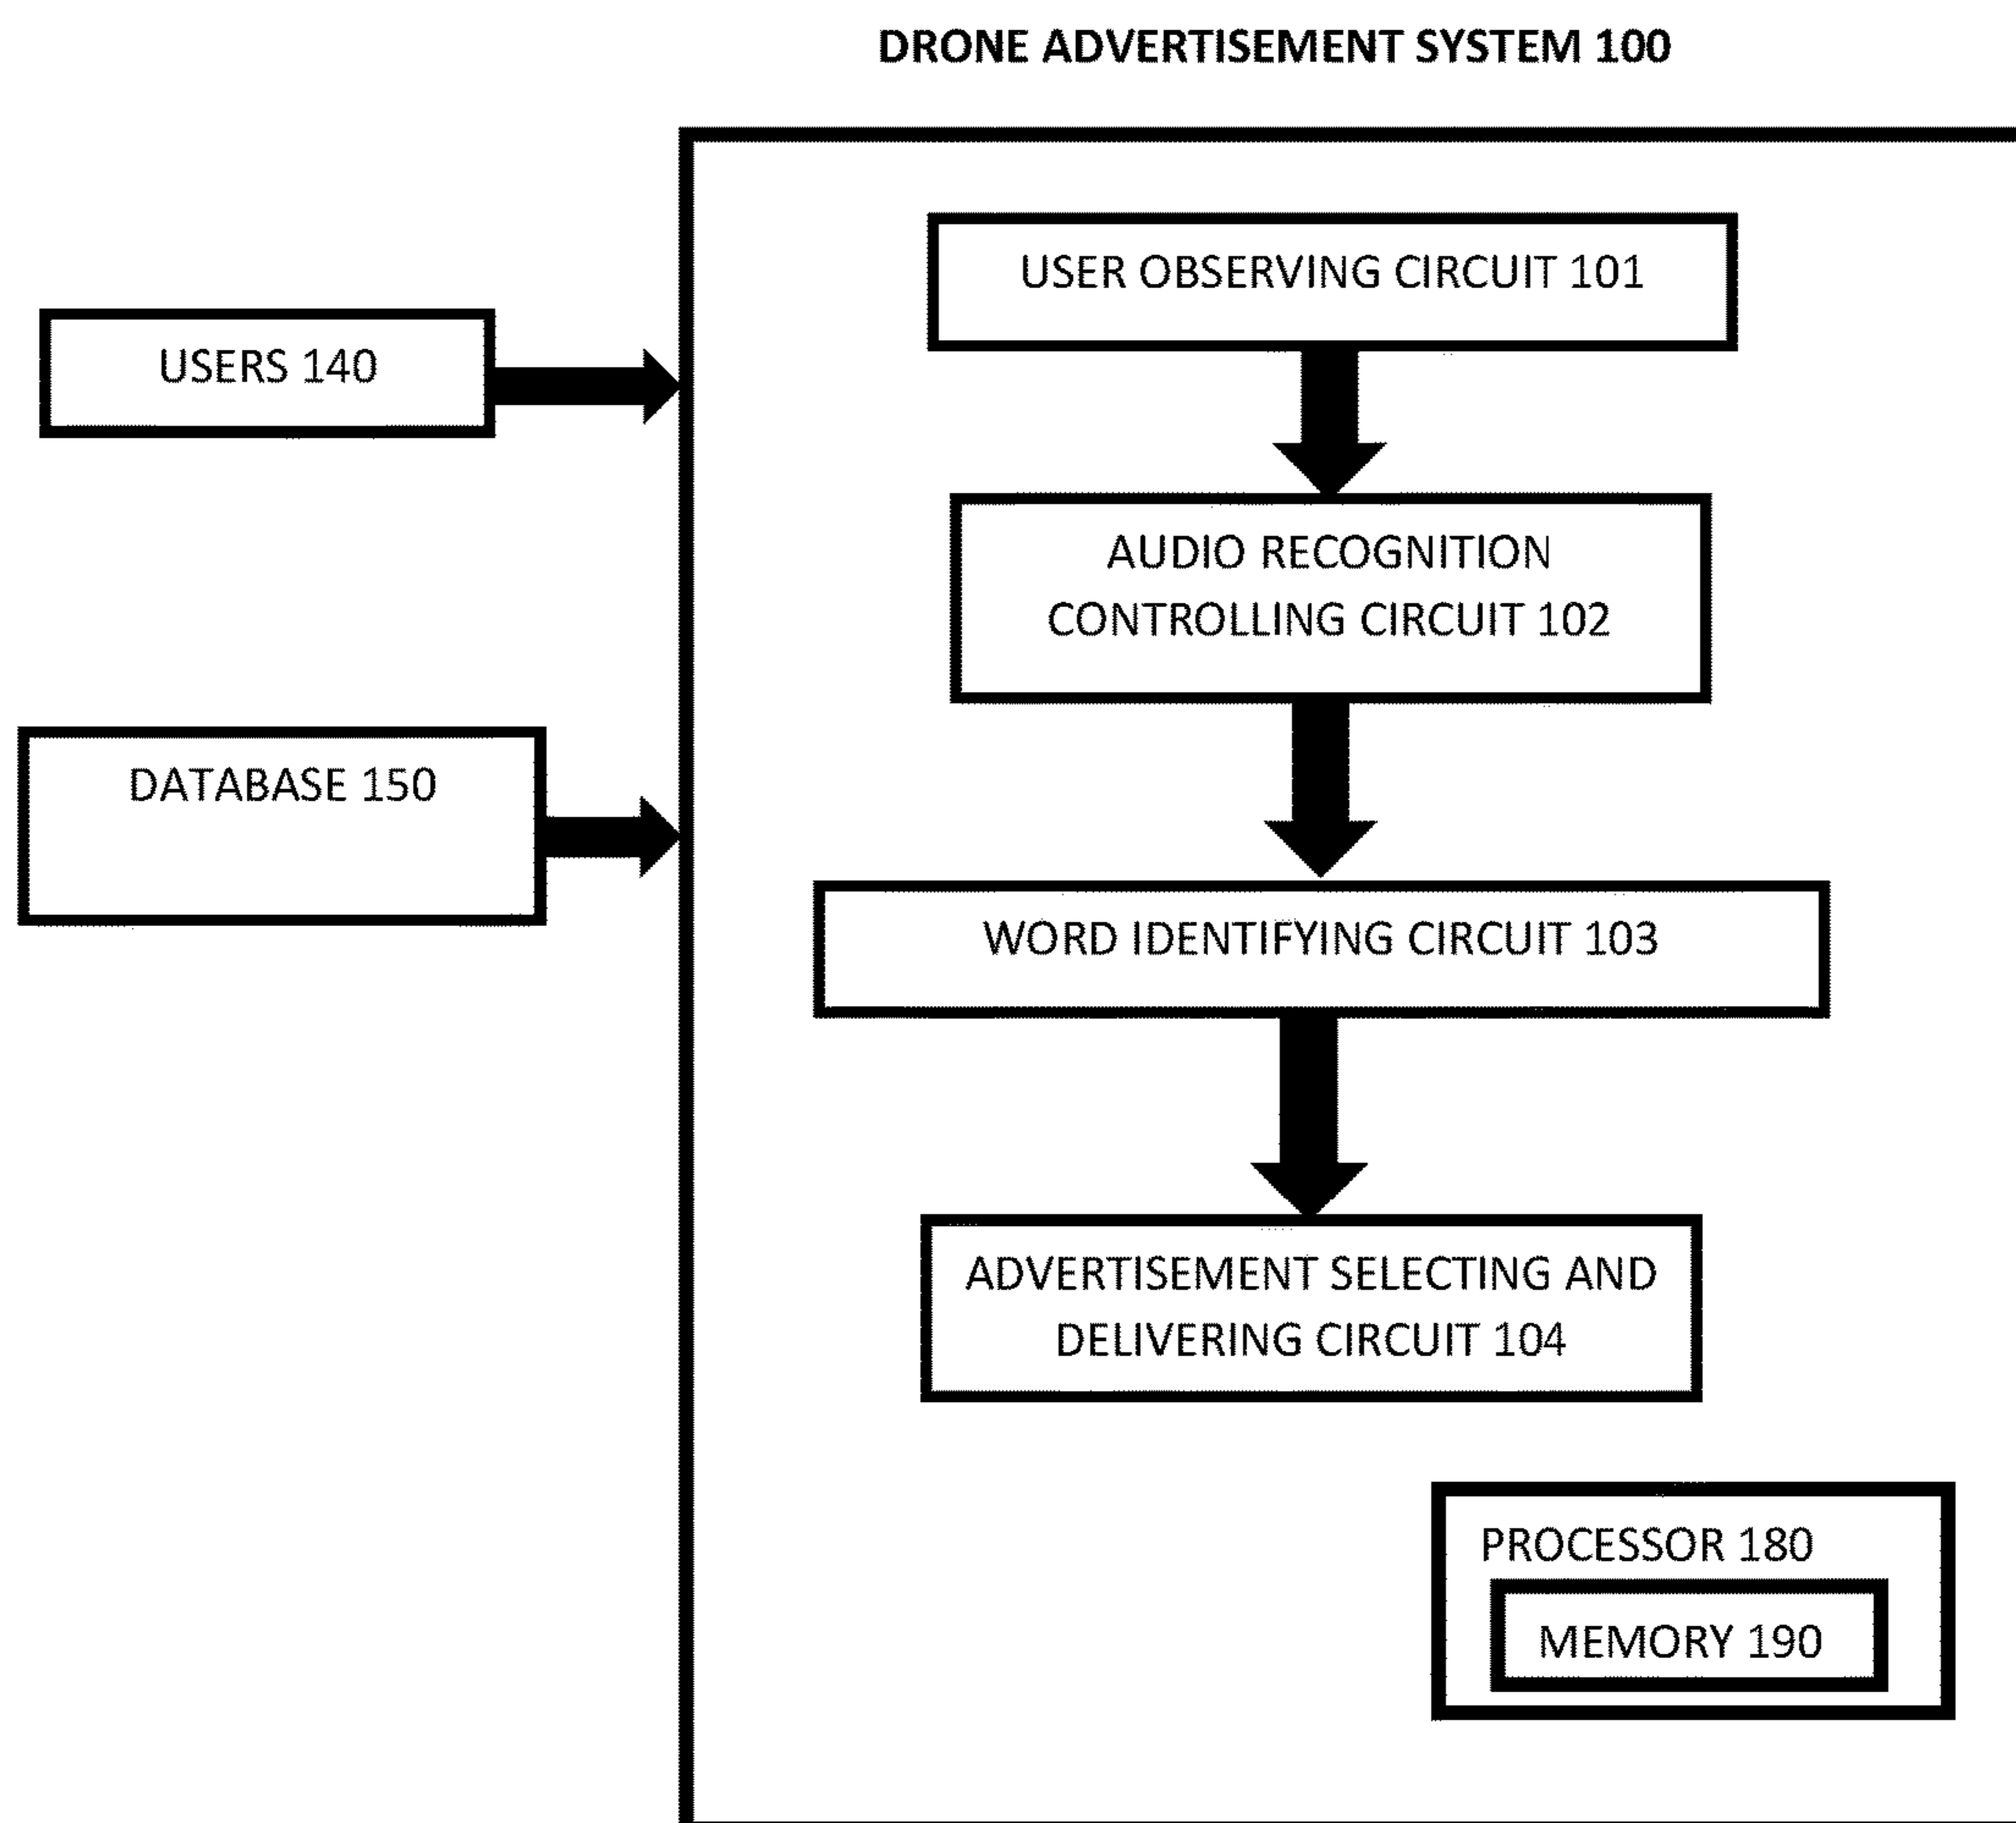 DRONE ADVERTISEMENT SYSTEM 100
USER OBSERVING CIRCUIT 101
USERS 140
AUDIO RECOGNITION
CONTROLLING CIRCUIT 102
DATABASE 150
WORD IDENTIFYING CIRCUIT 103
ADVERTISEMENT SELECTING AND
DELIVERING CIRCUIT 104
PROCESSOR 180
MEMORY 190